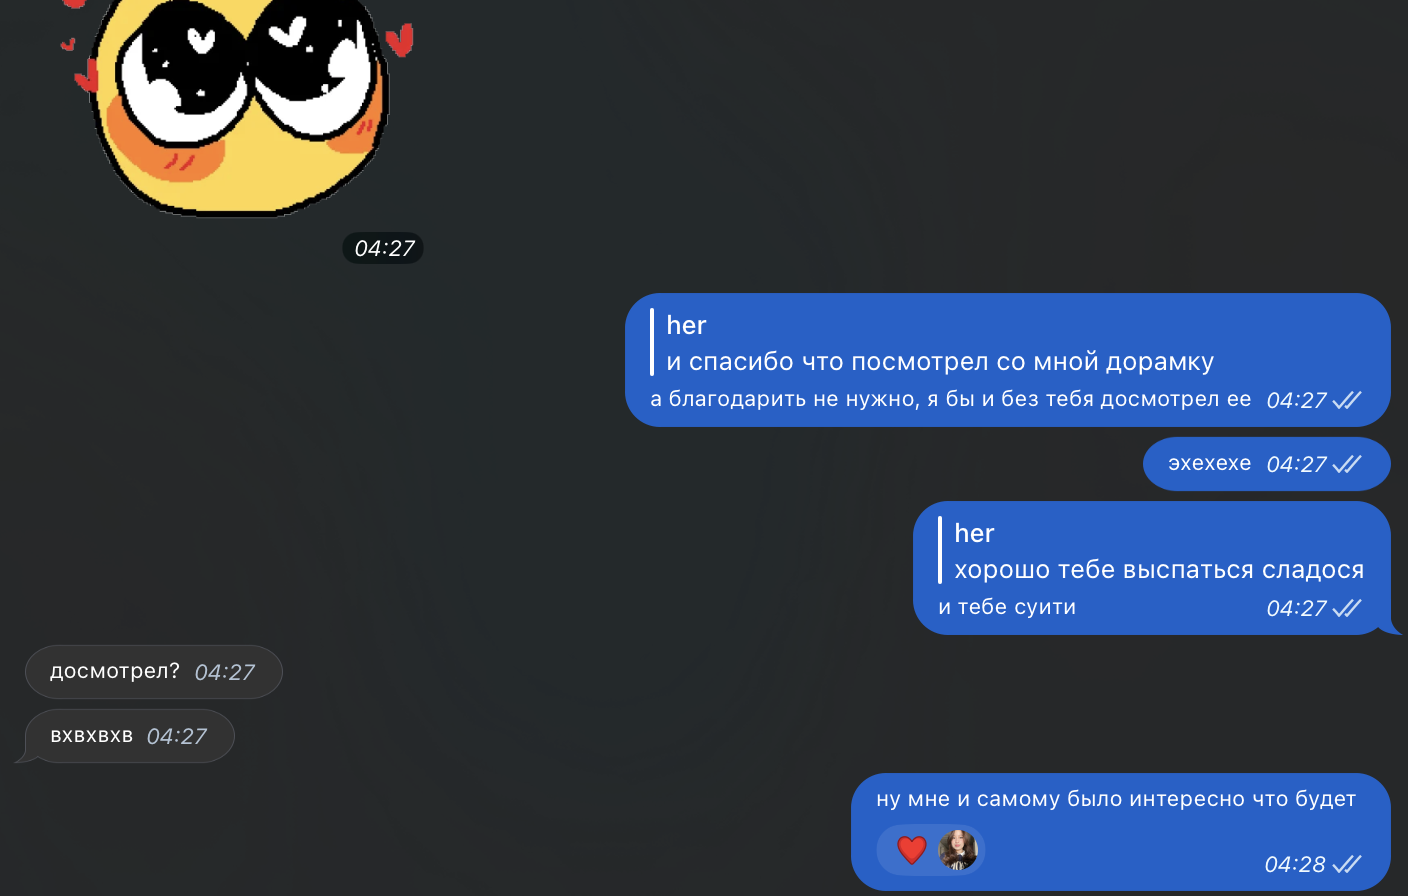 04:27
her
и спасибо что посмотрел со мной дорамку
а благодарить не нужно, я бы и без тебя досмотрел ее 04:27
эхехехе 04:27
her
хорошо тебе выспаться сладося
и тебе суити 04:27
досмотрел? 04:27
вхвхвхв 04:27
ну мне и самому было интересно что будет
04:28